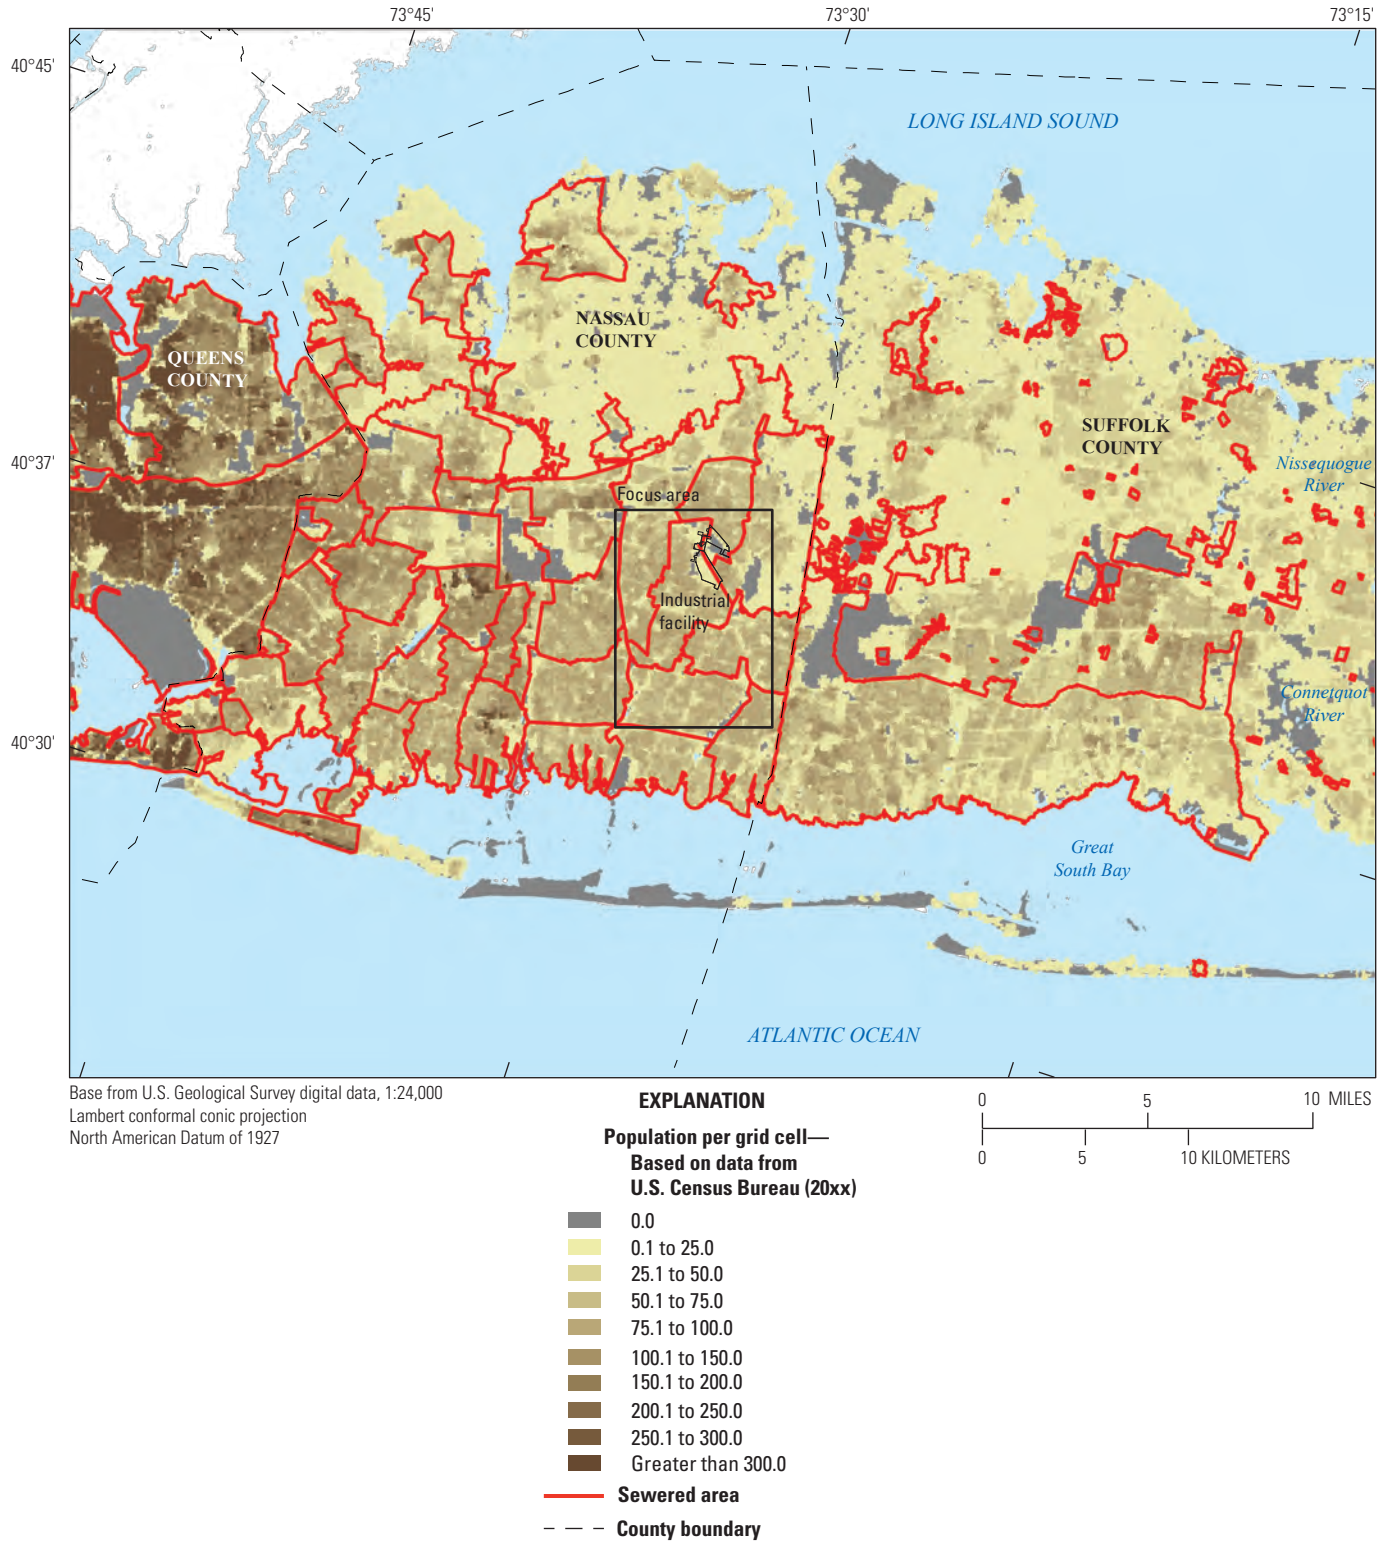 73°45'
73°30'
73°15'
40°45'
LONG ISLAND SOUND
NASSAU
COUNTY
QUEENS
COUNTY
SUFFOLK
COUNTY
40°37'
Nissequogue
River
Focus area
Industrial
facility
Connetquot
River
40°30'
Great
South Bay
ATLANTIC OCEAN
Base from U.S. Geological Survey digital data, 1:24,000
Lambert conformal conic projection
North American Datum of 1927
0 5 10 MILES
0 5 10 KILOMETERS
EXPLANATION
Population per grid cell—
Based on data from
U.S. Census Bureau (20xx)
0.0
0.1 to 25.0
25.1 to 50.0
50.1 to 75.0
75.1 to 100.0
100.1 to 150.0
150.1 to 200.0
200.1 to 250.0
250.1 to 300.0
Greater than 300.0
Sewered area
County boundary